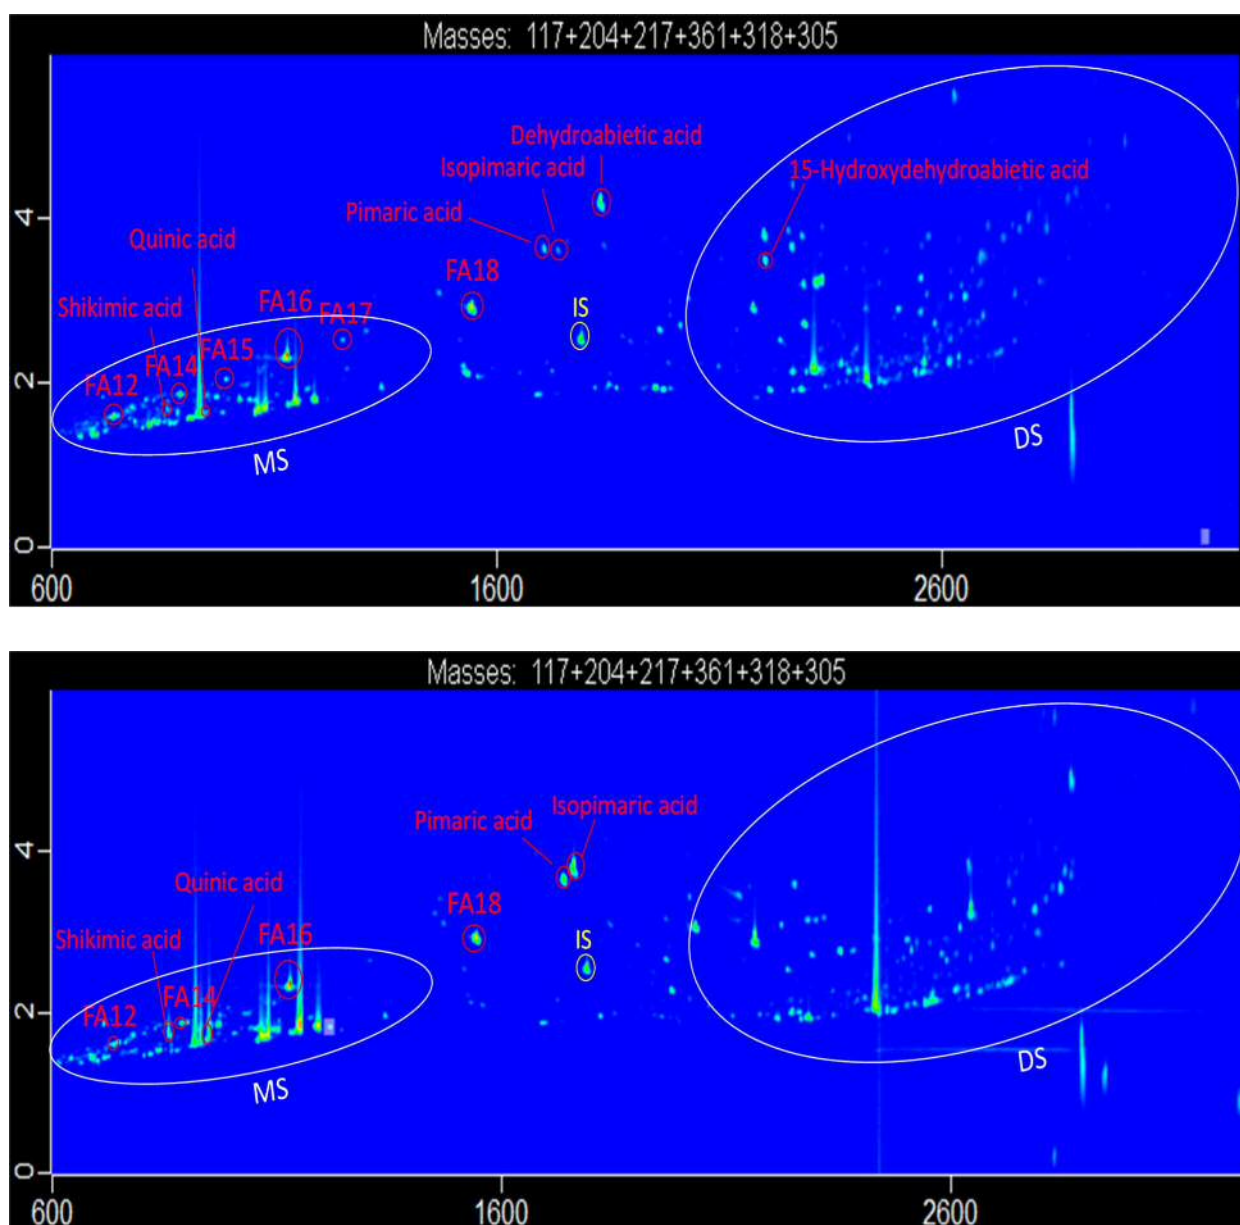 Masses: 117+204+217+361+318+305
Dehydroabietic acid
Isopimaric acid
15-Hydroxydehydroabietic acid
Pimaric acid
4
Quinic acid
FA18
IS
Shikimic acid
FA16
FA17
FA15
FA14
FA12
2
DS
MS
0
600
1600
2600
Masses: 117+204+217+361+318+305
Isopimaric acid
Pimaric acid
4
Quinic acid
FA18
Shikimic acid
FA16
IS
FA14
FA12
2
DS
MS
0
600
1600
2600